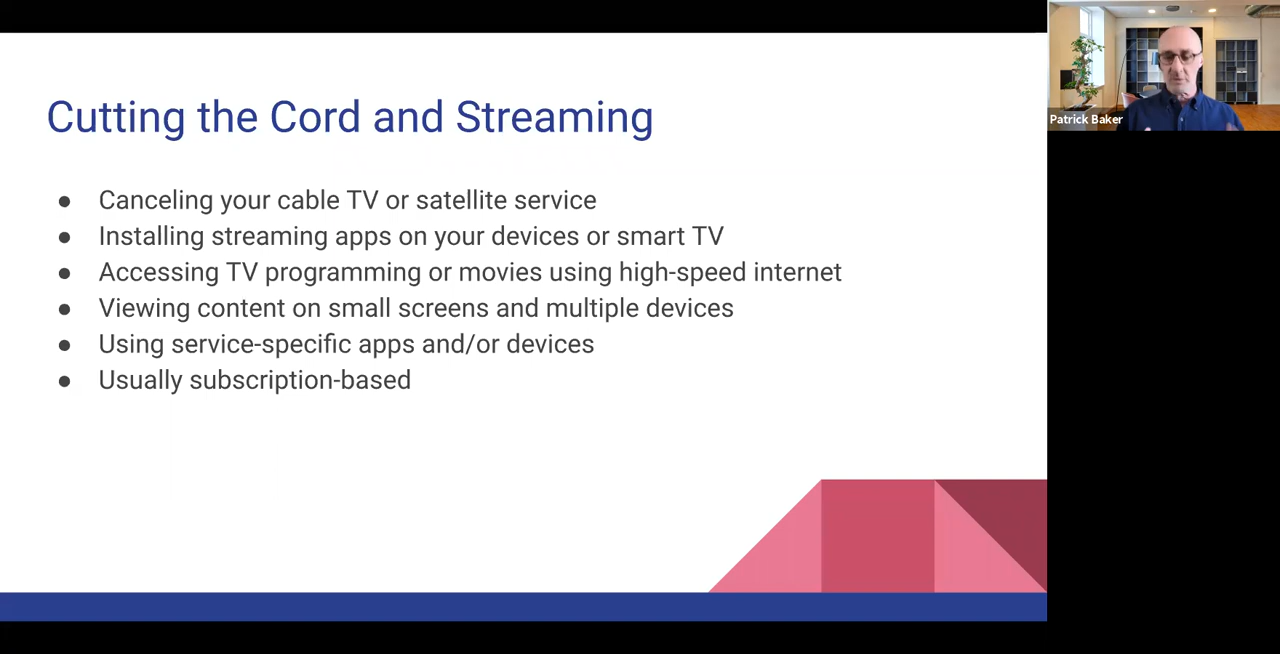 Cutting the Cord and Streaming
● Canceling your cable TV or satellite service
● Installing streaming apps on your devices or smart TV
● Accessing TV programming or movies using high-speed internet
● Viewing content on small screens and multiple devices
● Using service-specific apps and/or devices
● Usually subscription-based
Patrick Baker